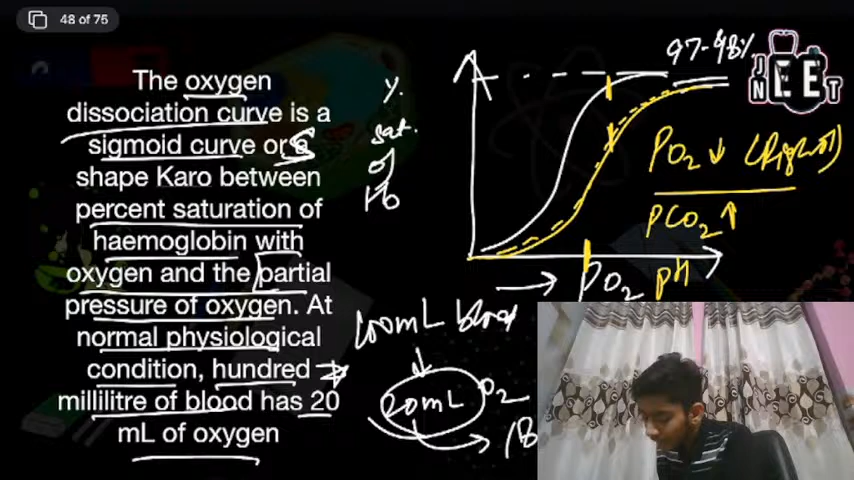 48 of 75
The oxygen
dissociation curve is a
sigmoid curve or S
shape Karo between
percent saturation of
haemoglobin with
oxygen and the partial
pressure of oxygen. At
normal physiological
condition, hundred
millilitre of blood has 20
mL of oxygen
%
sat.
of
Hb
97-98%
J NEET
PO2 ↓ (Right)
PCO2 ↑
PO2 pH
100mL blood
20mL O2